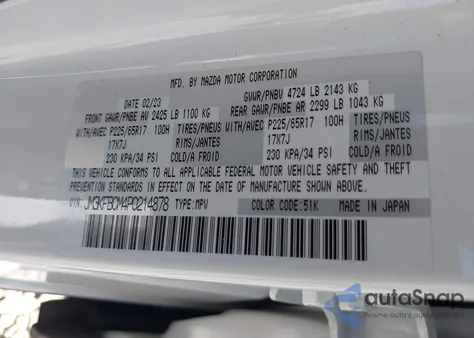 MFD. BY MAZDA MOTOR CORPORATION
DATE 02/23 GVWR/PNBV 4724 LB 2143 KG
FRONT GAWR/PNBE AV 2425 LB 1100 KG REAR GAWR/PNBE AR 2299 LB 1043 KG
WITH/AVEC P225/65R17 100H TIRES/PNEUS WITH/AVEC P225/65R17 100H TIRES/PNEUS
17X7J RIMS/JANTES 17X7J RIMS/JANTES
230 KPA/34 PSI COLD/A FROID 230 KPA/34 PSI COLD/A FROID
THIS VEHICLE CONFORMS TO ALL APPLICABLE FEDERAL MOTOR VEHICLE SAFETY AND THEFT
PREVENTION STANDARDS IN EFFECT ON THE DATE OF MANUFACTURE SHOWN ABOVE.
TYPE: MPV COLOR CODE: 51K MADE IN JAPAN
autoSnap
Pewne auta z automatu